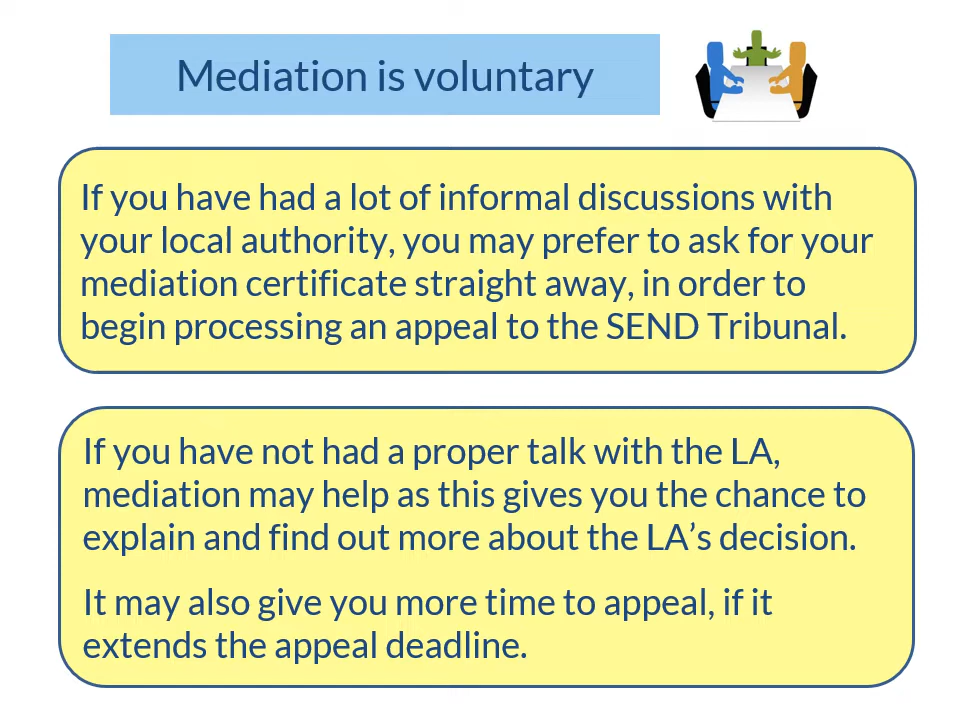 Mediation is voluntary
If you have had a lot of informal discussions with
your local authority, you may prefer to ask for your
mediation certificate straight away, in order to
begin processing an appeal to the SEND Tribunal.
If you have not had a proper talk with the LA,
mediation may help as this gives you the chance to
explain and find out more about the LA’s decision.
It may also give you more time to appeal, if it
extends the appeal deadline.